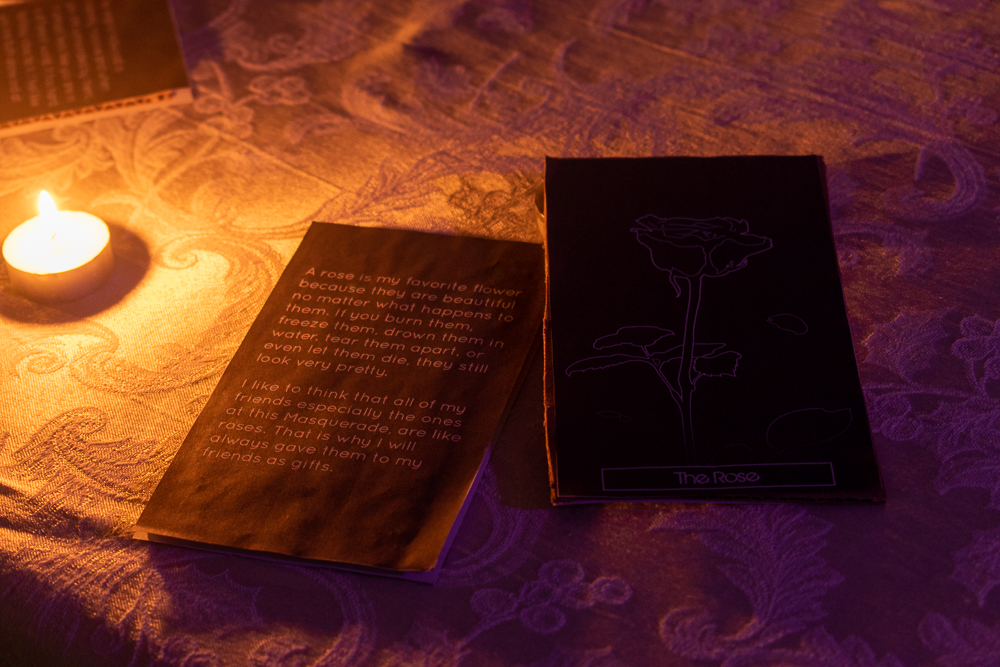 A rose is my favorite flower
because they are beautiful
no matter what happens to
them. If you burn them,
freeze them, drown them in
water, tear them apart, or
even let them die, they still
look very pretty.
I like to think that all of my
friends especially the ones
at this Masquerade, are like
roses. That is why I will
always gave them to my
friends as gifts.
The Rose